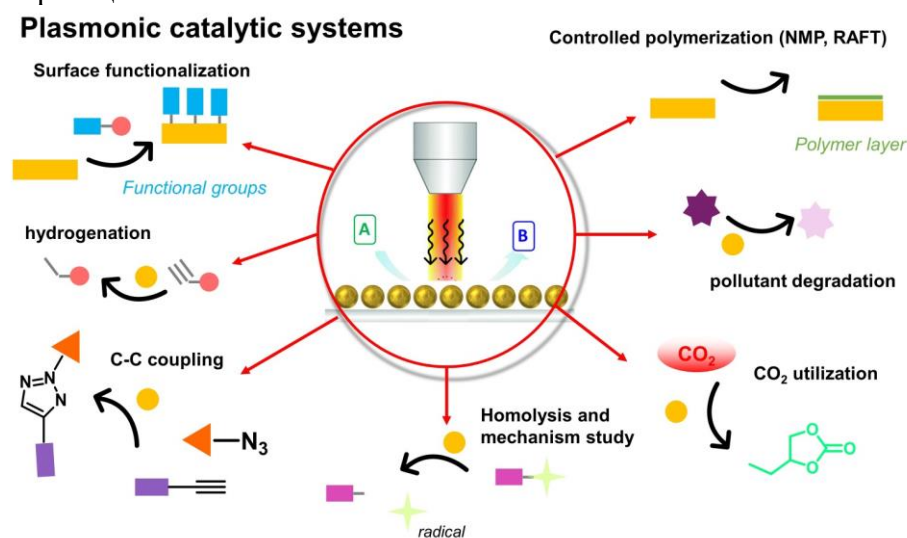 Plasmonic catalytic systems
Surface functionalization
Functional groups
hydrogenation
C-C coupling
N
N
N
N₃
A
B
Homolysis and
mechanism study
radical
Controlled polymerization (NMP, RAFT)
Polymer layer
pollutant degradation
CO₂
CO₂ utilization
O
O
O